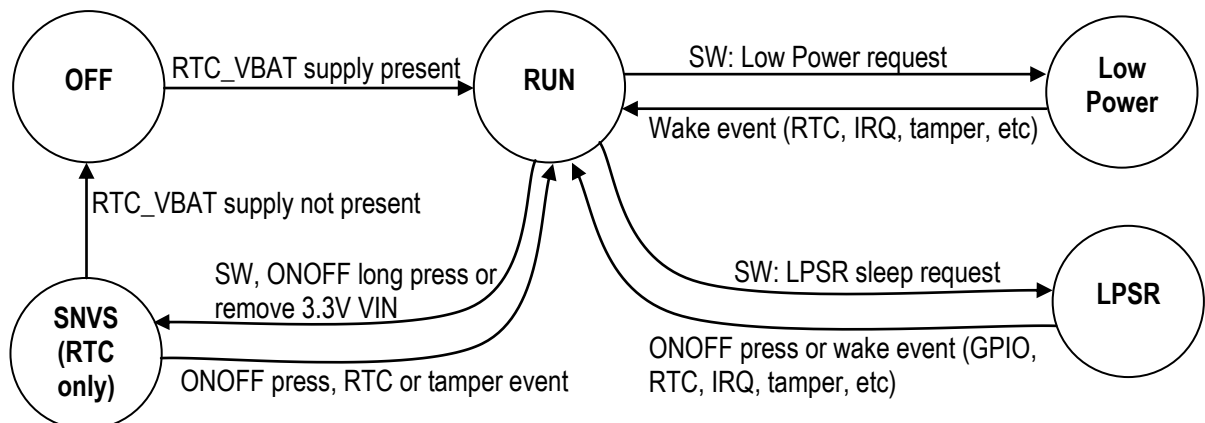 OFF
RTC_VBAT supply present
RUN
SW: Low Power request
Low
Power
Wake event (RTC, IRQ, tamper, etc)
RTC_VBAT supply not present
SNVS
(RTC
only)
SW, ONOFF long press or
remove 3.3V VIN
ONOFF press, RTC or tamper event
SW: LPSR sleep request
LPSR
ONOFF press or wake event (GPIO,
RTC, IRQ, tamper, etc)